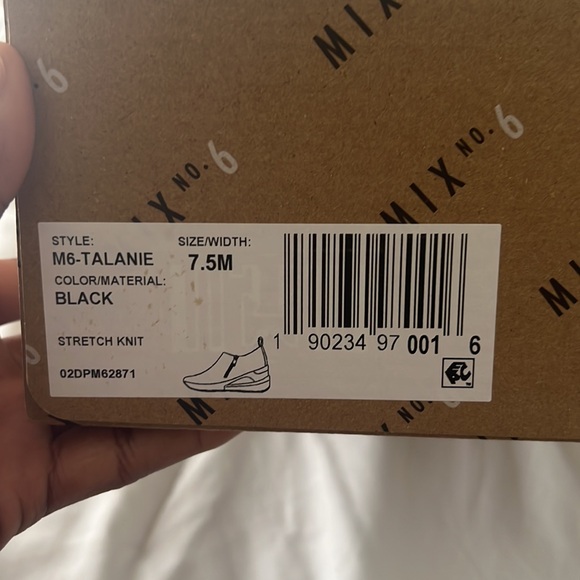 MIX
6
NO. 6
MIX NO. 6
STYLE: SIZE/WIDTH:
M6-TALANIE 7.5M
COLOR/MATERIAL:
BLACK
STRETCH KNIT
02DPM62871
1 90234 97 001 6
NO. 6